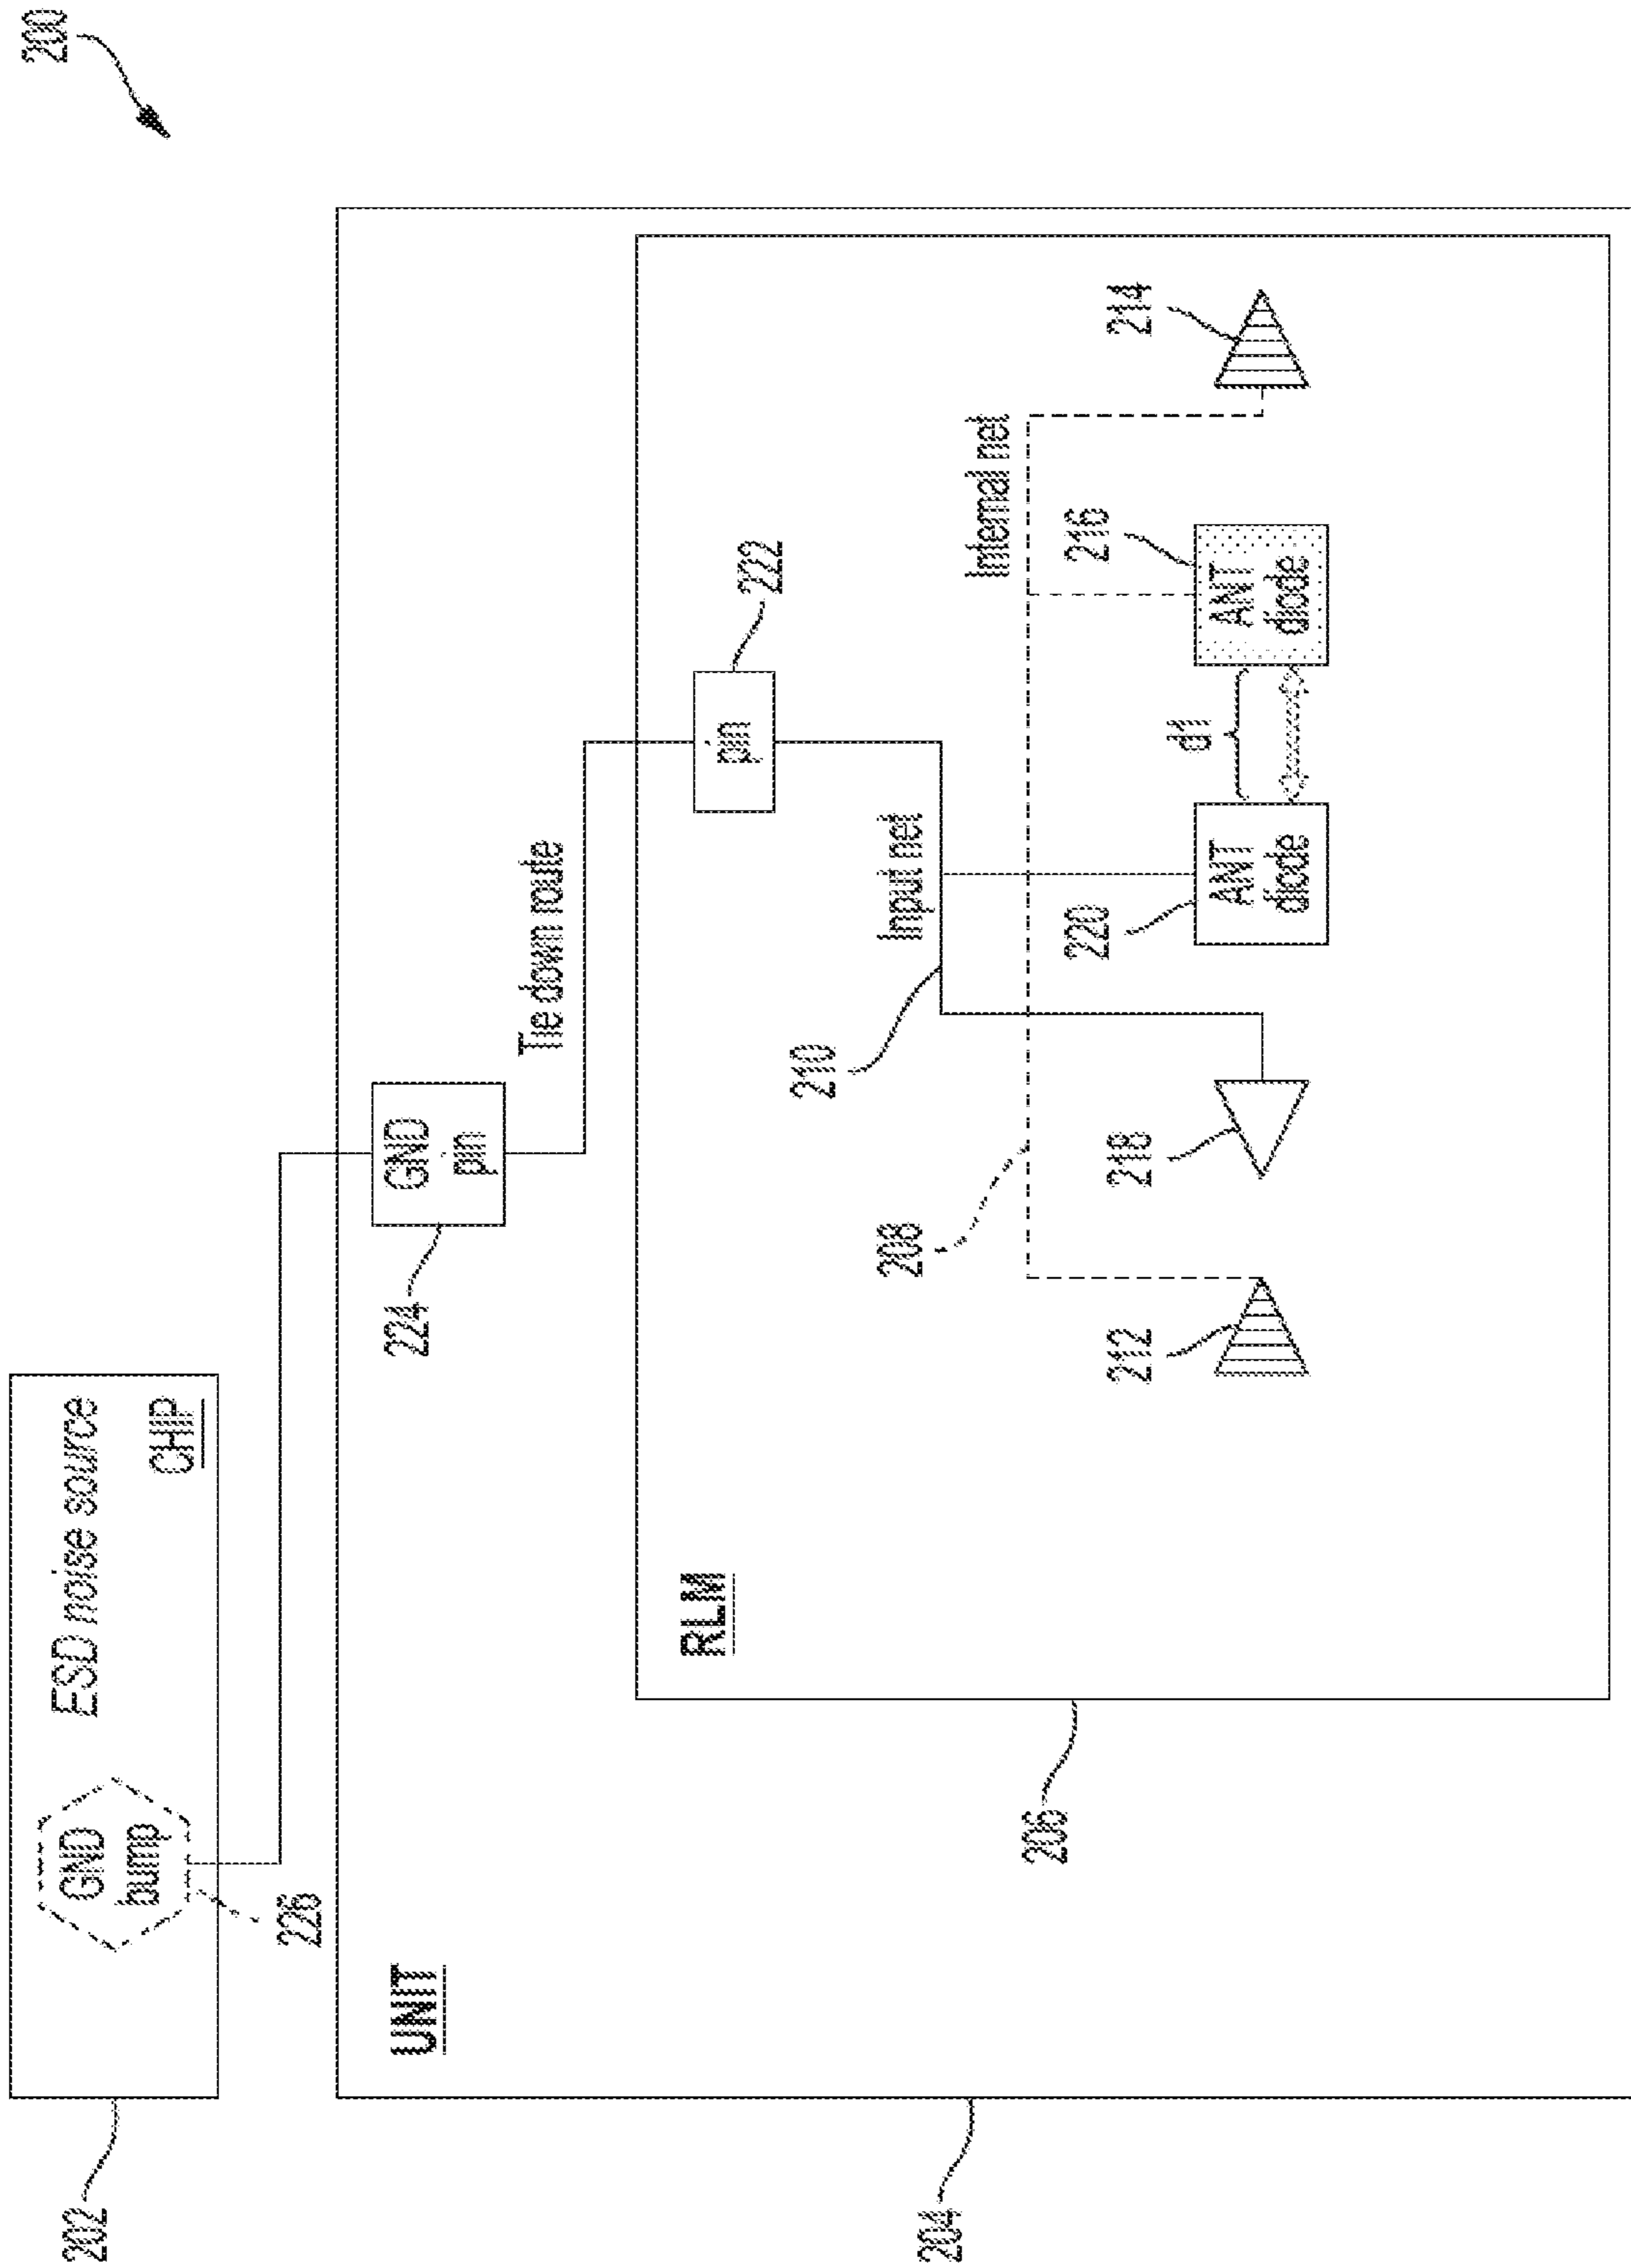 200
202
GND
bump
ESD noise source
CHIP
226
204
UNIT
224
GND
pin
Tie down route
222
pin
206
RLM
Input net
210
Internal net
208
212
218
220
ANT
diode
d1
216
ANT
diode
214